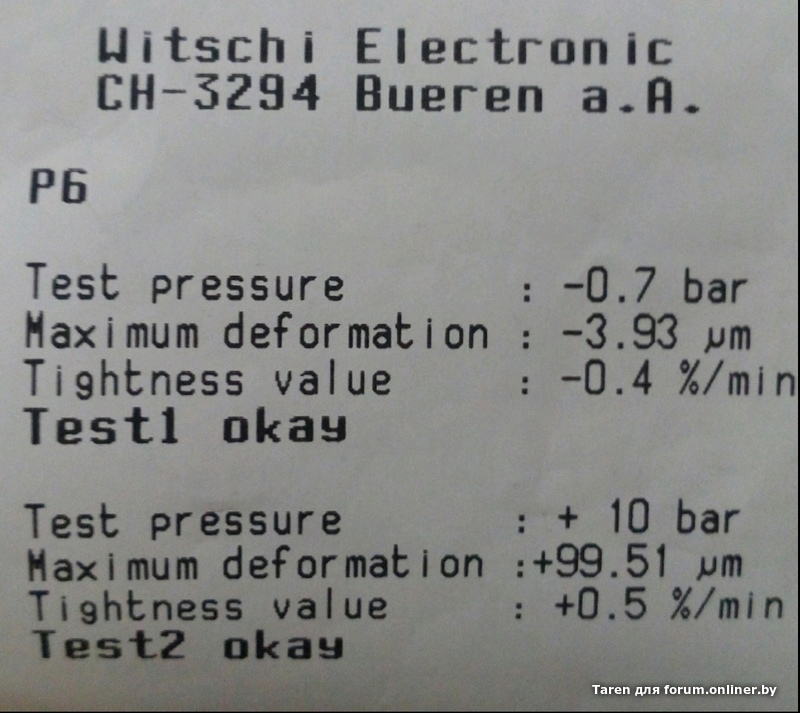 Witschi Electronic
CH-3294 Bueren a.A.
P6
Test pressure : -0.7 bar
Maximum deformation : -3.93 µm
Tightness value : -0.4 %/min
Test1 okay
Test pressure : + 10 bar
Maximum deformation :+99.51 µm
Tightness value : +0.5 %/min
Test2 okay
Taren для forum.onliner.by